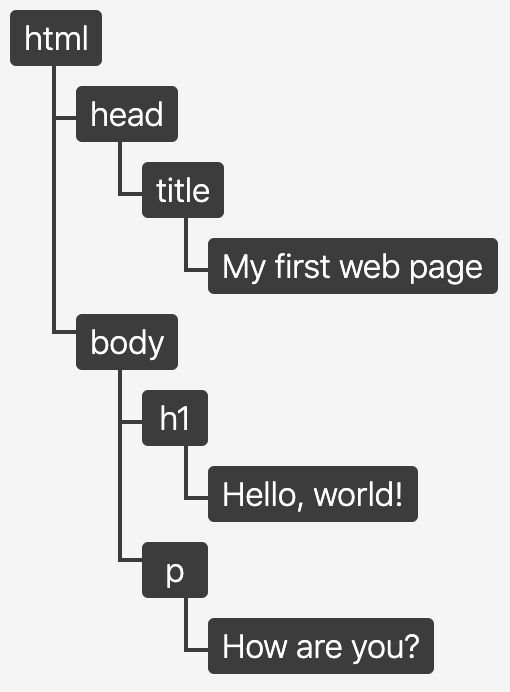 html
head
title
My first web page
body
h1
Hello, world!
p
How are you?